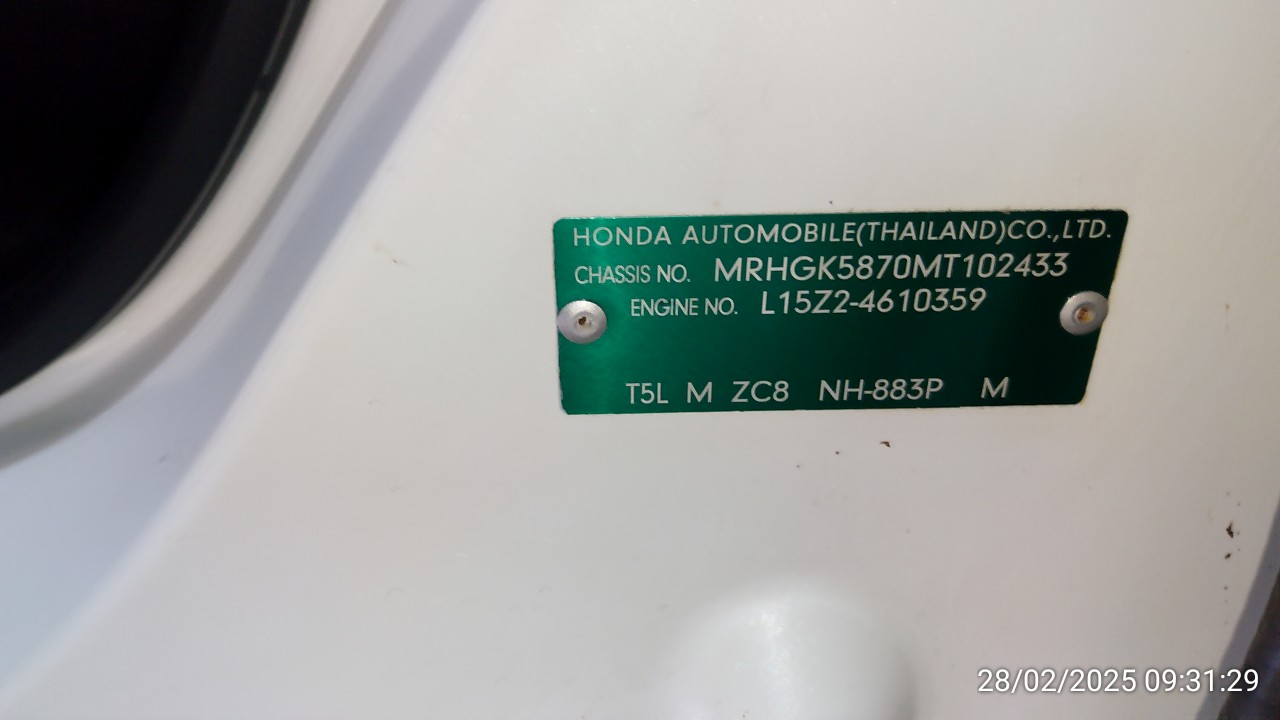 HONDA AUTOMOBILE(THAILAND)CO.,LTD.
CHASSIS NO. MRHGK5870MT102433
ENGINE NO. L15Z2-4610359
T5L M ZC8 NH-883P M
28/02/2025 09:31:29